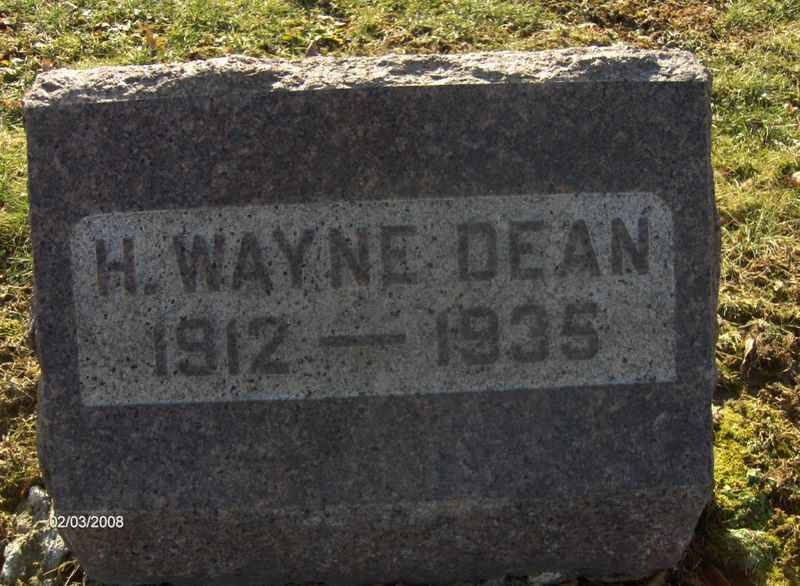 H. WAYNE DEAN
1912 — 1935
02/03/2008